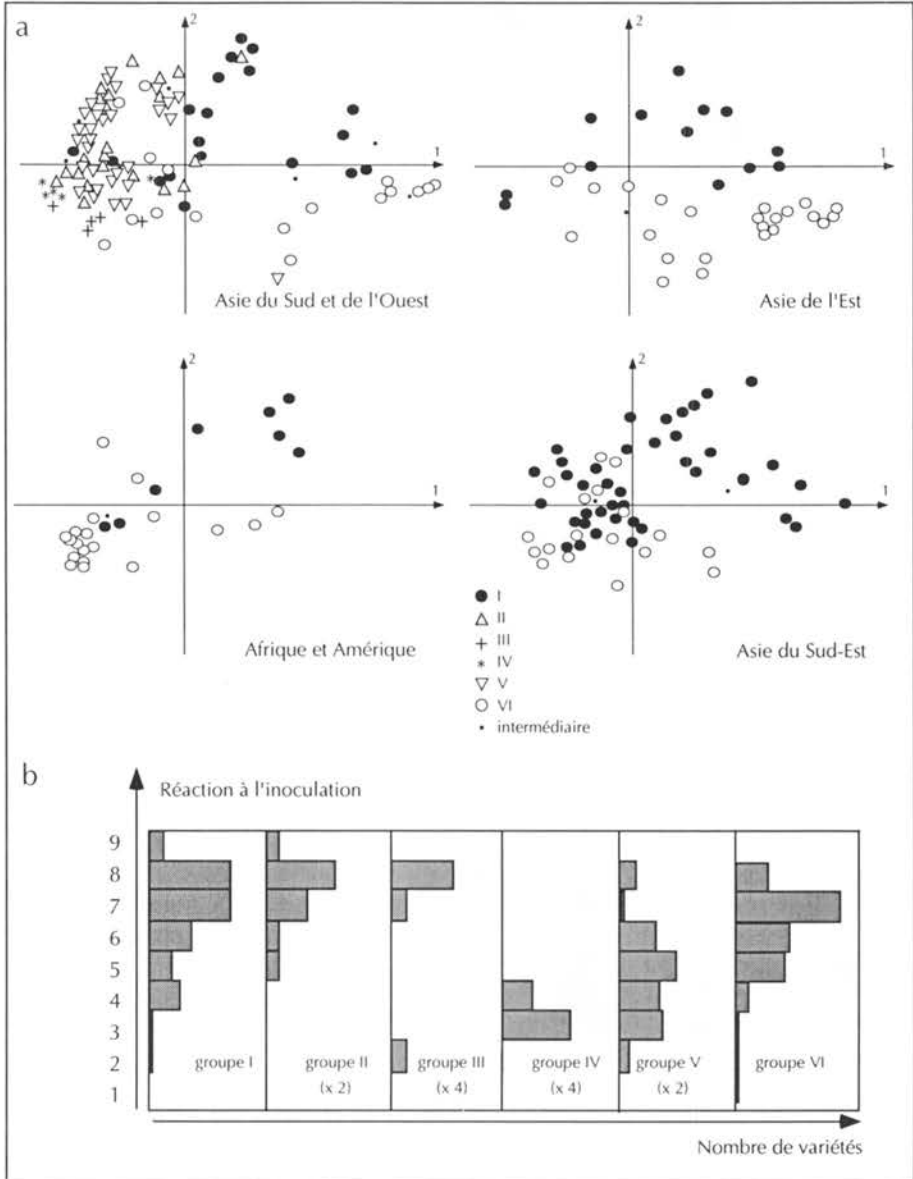 a
2
1
Asie du Sud et de l'Ouest
2
1
Asie de l'Est
2
1
Afrique et Amérique
2
1
Asie du Sud-Est
I
II
III
IV
V
VI
intermédiaire
b
Réaction à l'inoculation
9
8
7
6
5
4
3
2
1
groupe I
groupe II
(x 2)
groupe III
(x 4)
groupe IV
(x 4)
groupe V
(x 2)
groupe VI
Nombre de variétés